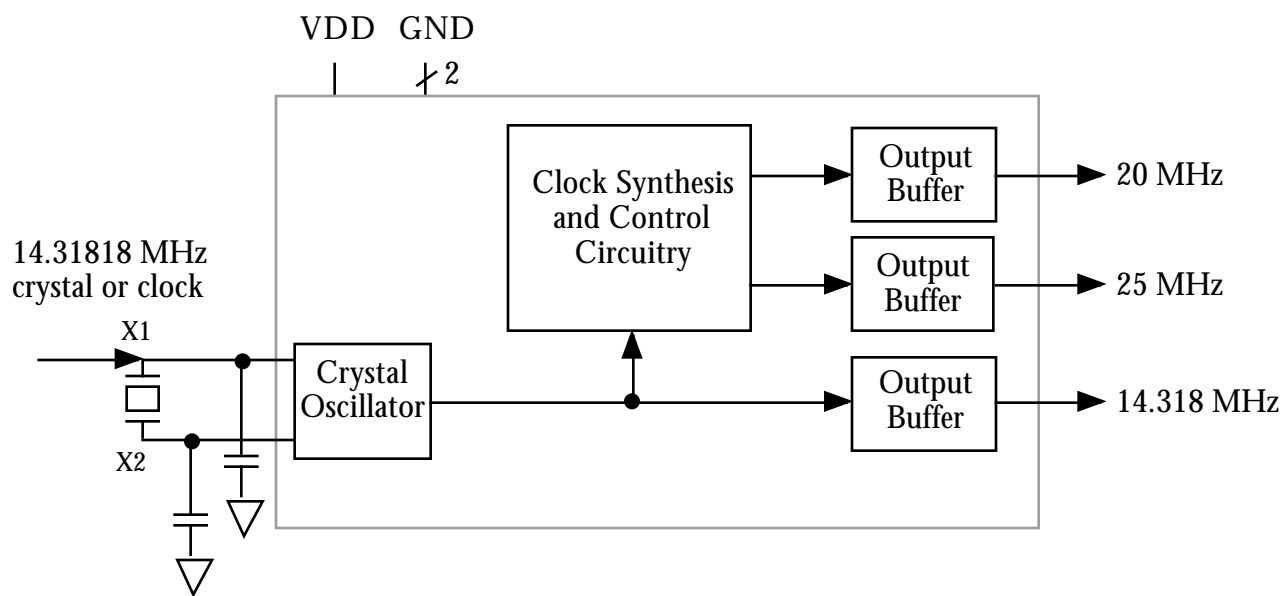 VDD GND
2
Clock Synthesis
and Control
Circuitry
Output
Buffer
20 MHz
Output
Buffer
25 MHz
14.31818 MHz
crystal or clock
X1
Crystal
Oscillator
Output
Buffer
14.318 MHz
X2